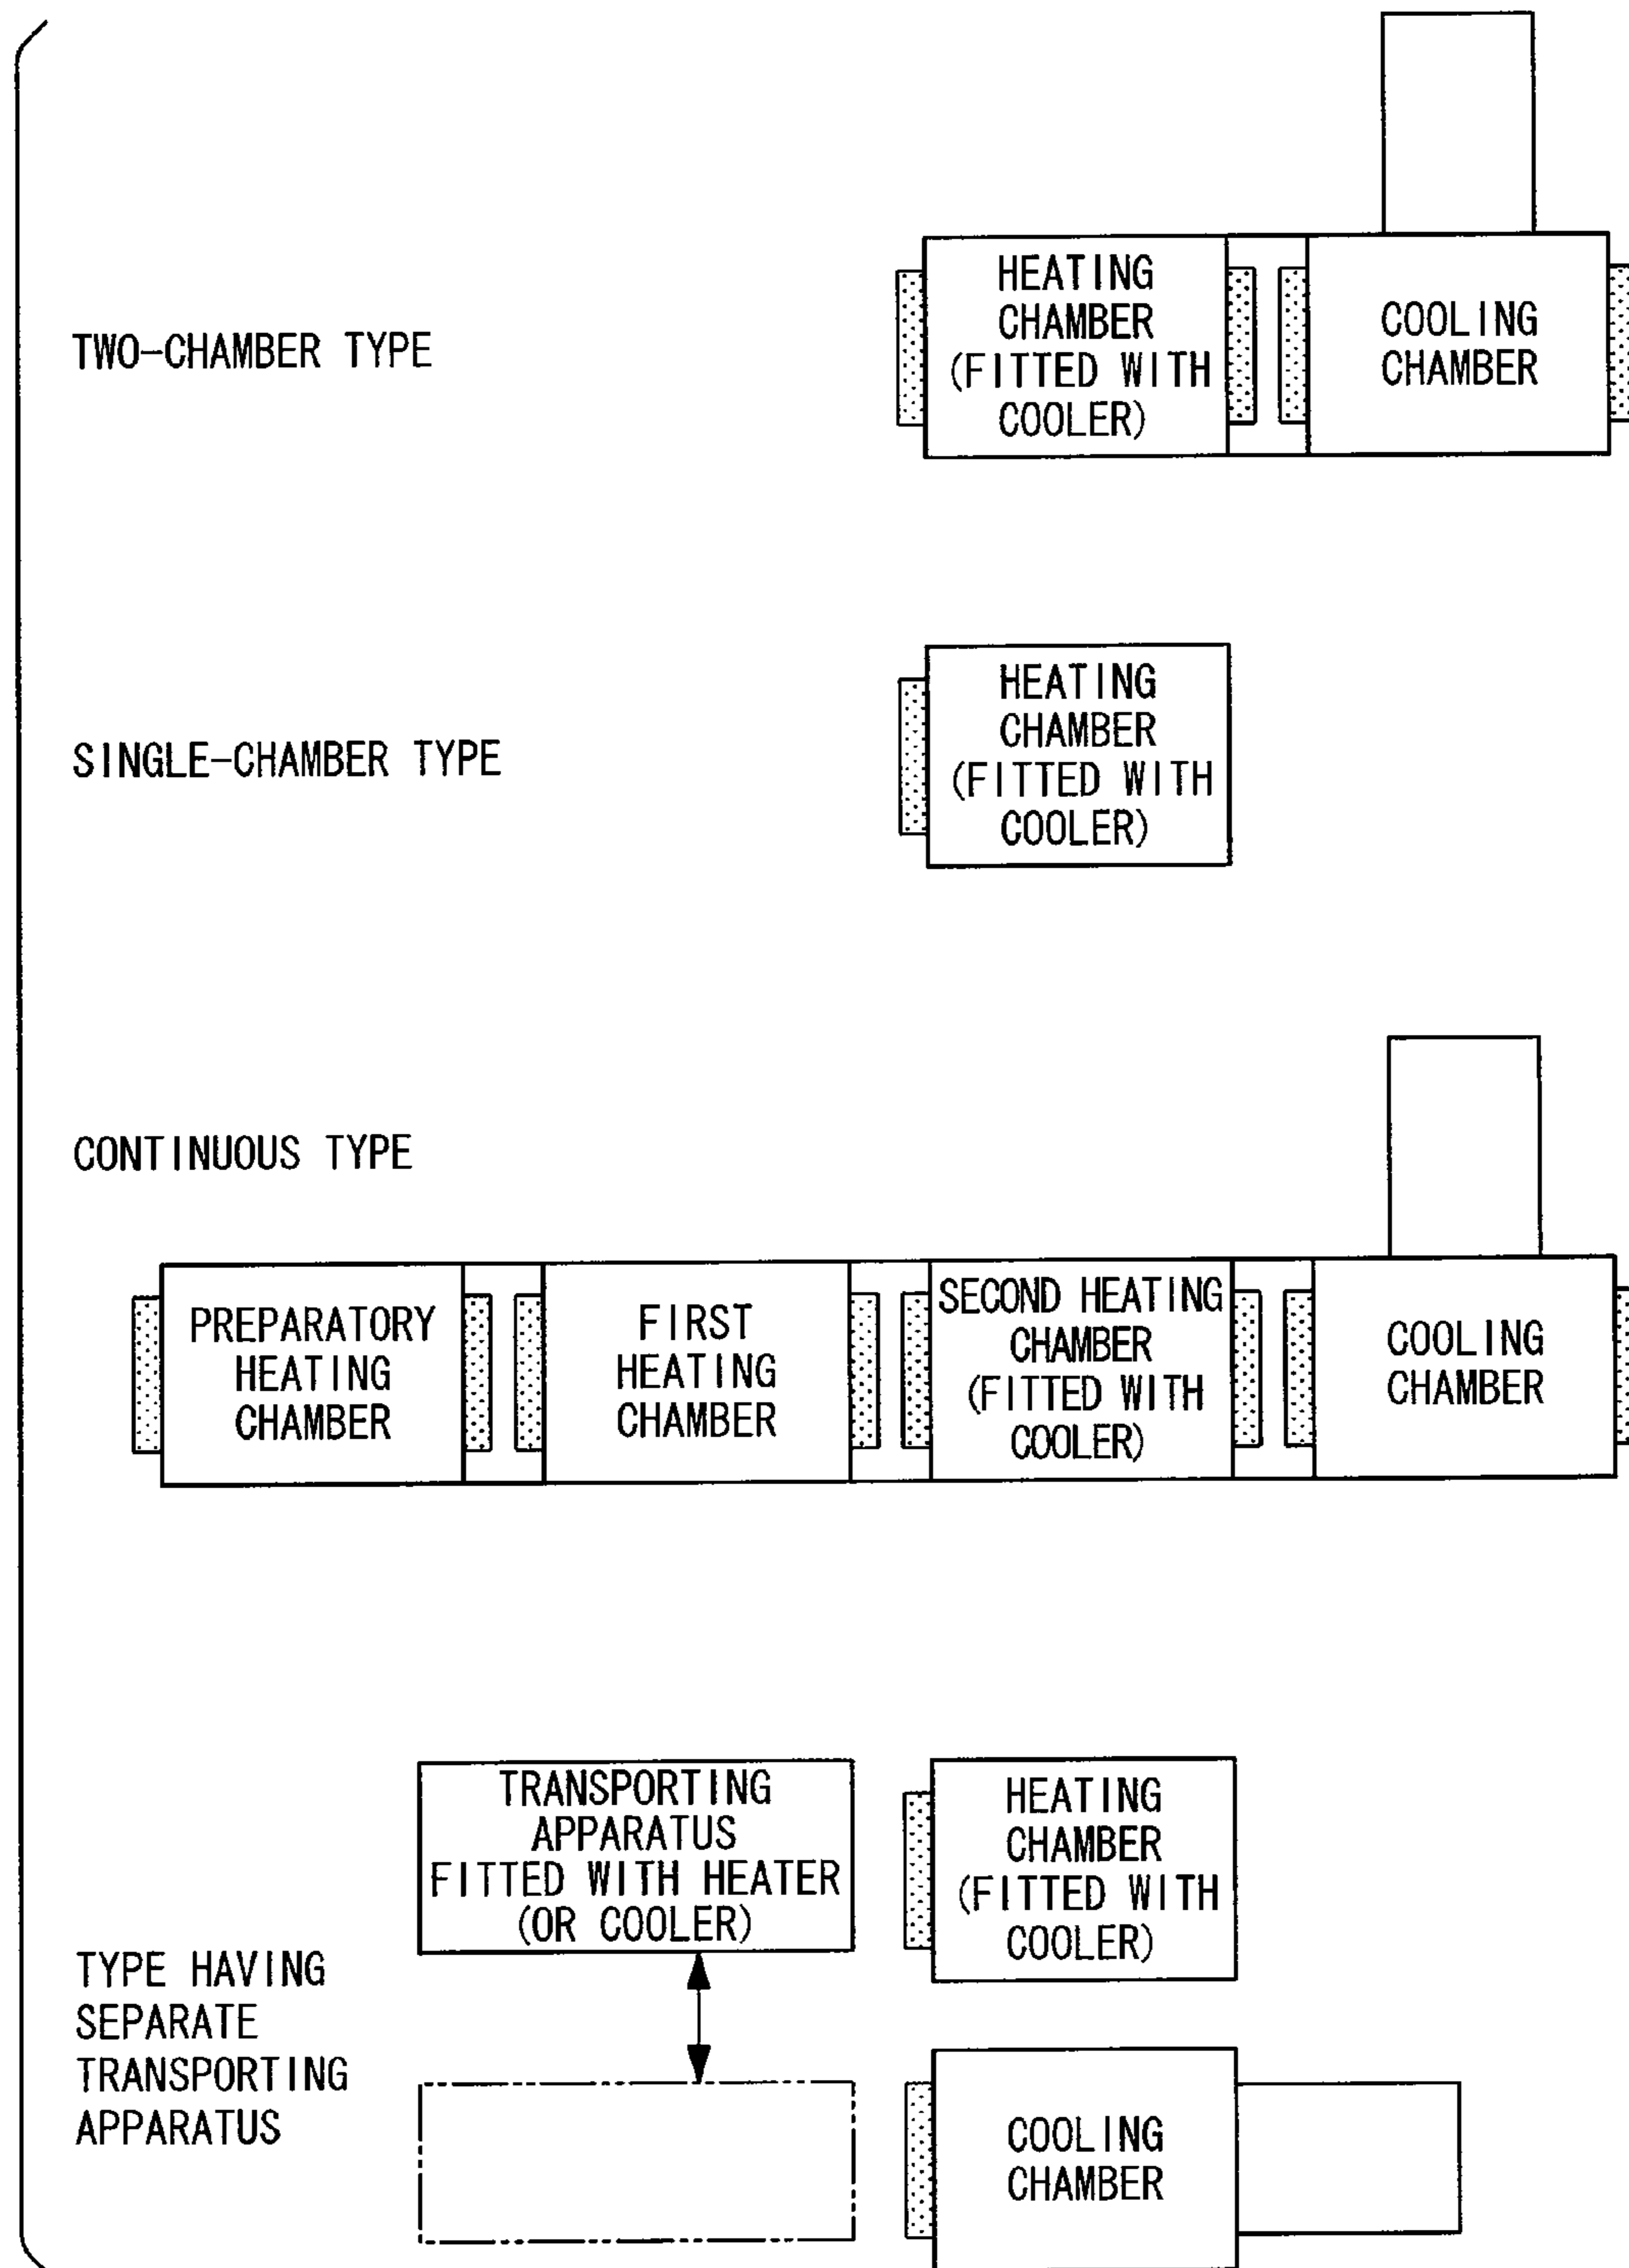 HEATING
CHAMBER
(FITTED WITH
COOLER)
COOLING
CHAMBER
TWO-CHAMBER TYPE
HEATING
CHAMBER
(FITTED WITH
COOLER)
SINGLE-CHAMBER TYPE
CONTINUOUS TYPE
PREPARATORY
HEATING
CHAMBER
FIRST
HEATING
CHAMBER
SECOND HEATING
CHAMBER
(FITTED WITH
COOLER)
COOLING
CHAMBER
TRANSPORTING
APPARATUS
FITTED WITH HEATER
(OR COOLER)
HEATING
CHAMBER
(FITTED WITH
COOLER)
TYPE HAVING
SEPARATE
TRANSPORTING
APPARATUS
COOLING
CHAMBER